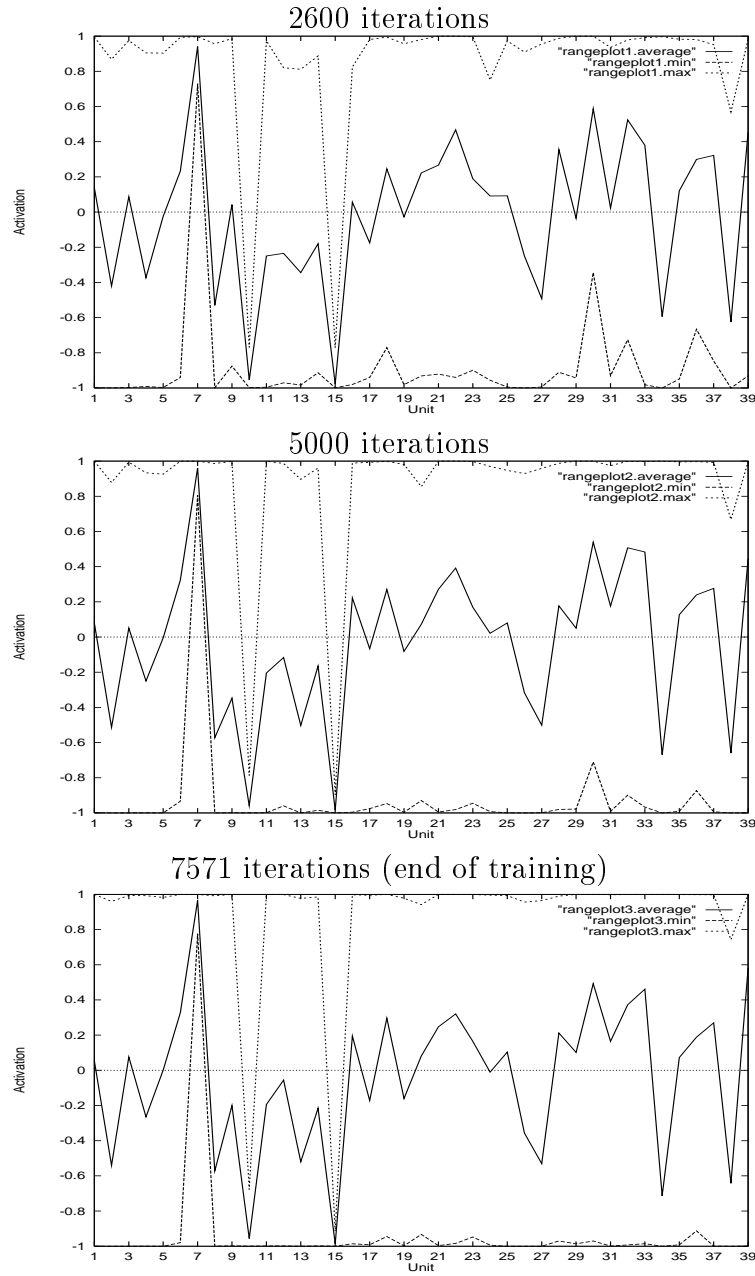 2600 iterations
1
0.8
0.6
0.4
0.2
0
-0.2
-0.4
-0.6
-0.8
-1
Activation
"rangeplot1.average"
"rangeplot1.min"
"rangeplot1.max"
1 3 5 7 9 11 13 15 17 19 21 23 25 27 29 31 33 35 37 39
Unit
5000 iterations
1
0.8
0.6
0.4
0.2
0
-0.2
-0.4
-0.6
-0.8
-1
Activation
"rangeplot2.average"
"rangeplot2.min"
"rangeplot2.max"
1 3 5 7 9 11 13 15 17 19 21 23 25 27 29 31 33 35 37 39
Unit
7571 iterations (end of training)
1
0.8
0.6
0.4
0.2
0
-0.2
-0.4
-0.6
-0.8
-1
Activation
"rangeplot3.average"
"rangeplot3.min"
"rangeplot3.max"
1 3 5 7 9 11 13 15 17 19 21 23 25 27 29 31 33 35 37 39
Unit